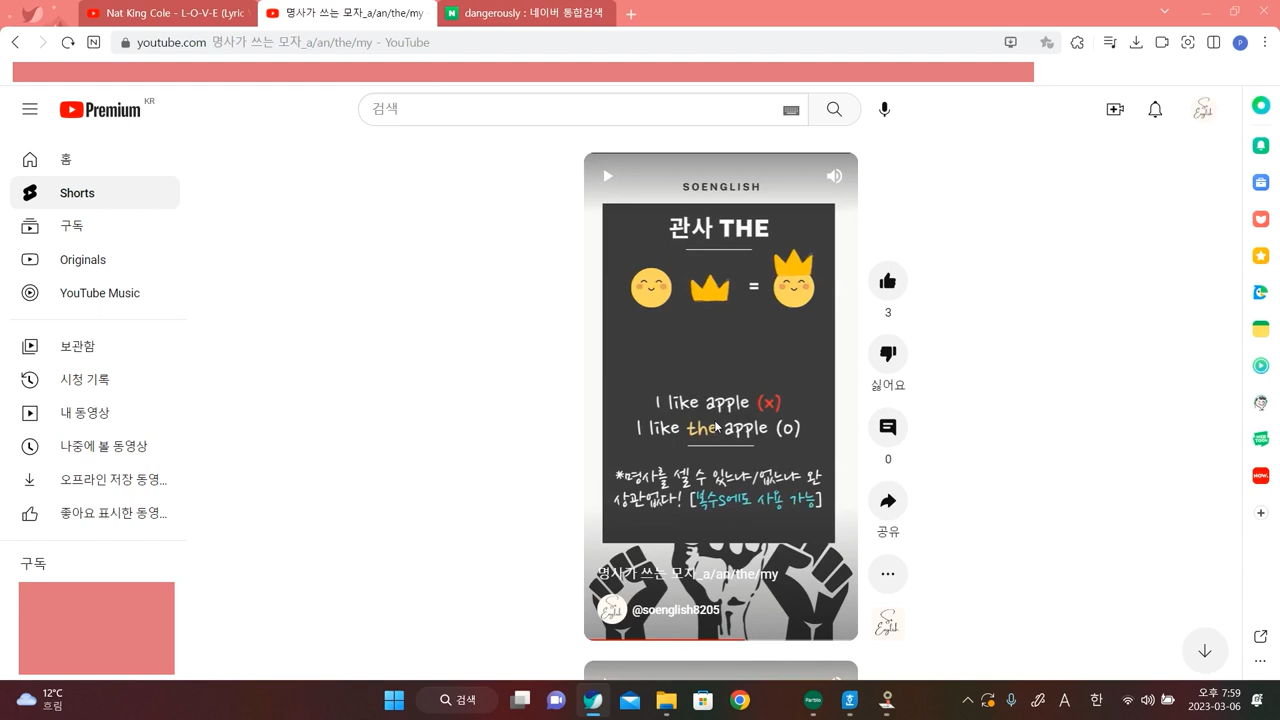 Nat King Cole - L-O-V-E (Lyric
명사가 쓰는 모자_a/an/the/my
dangerously : 네이버 통합검색
youtube.com 명사가 쓰는 모자_a/an/the/my - YouTube
Premium KR
검색
홈
Shorts
구독
Originals
YouTube Music
보관함
시청 기록
내 동영상
나중에 볼 동영상
오프라인 저장 동영...
좋아요 표시한 동영...
구독
SOENGLISH
관사 THE
=
I like apple (x)
I like the apple (o)
*명사를 셀 수 있느냐/없느냐 완
상관없다! [복수s에도 사용 가능]
명사가 쓰는 모자_a/an/the/my
So English @soenglish8205
3
싫어요
0
공유
So English
12°C
흐림
검색
A
한
오후 7:59
2023-03-06